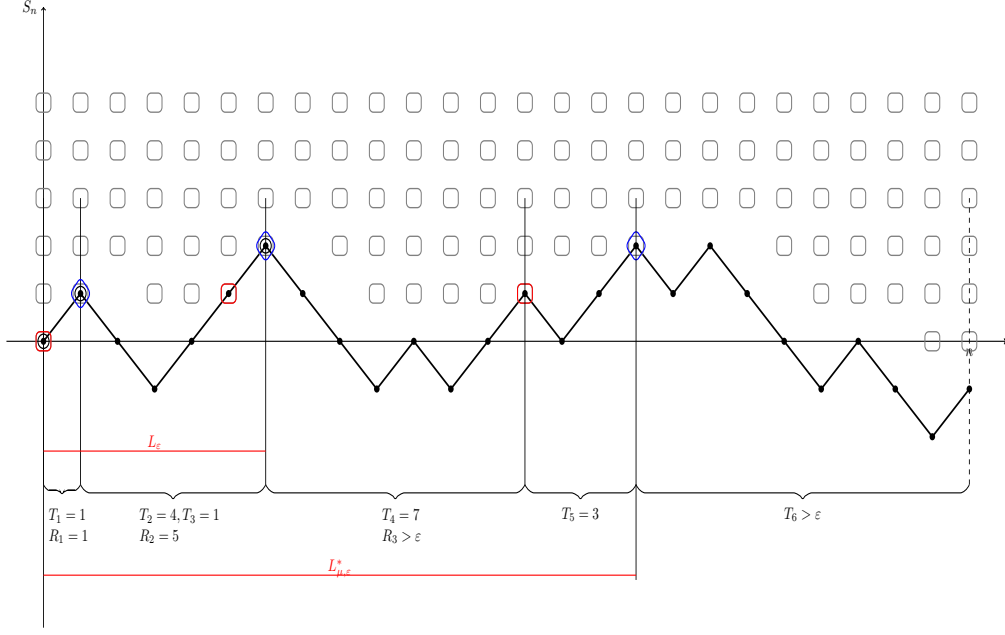 S_n
n
L_ε
T_1 = 1
T_2 = 4, T_3 = 1
T_4 = 7
T_5 = 3
T_6 > ε
R_1 = 1
R_2 = 5
R_3 > ε
L^*_{μ,ε}